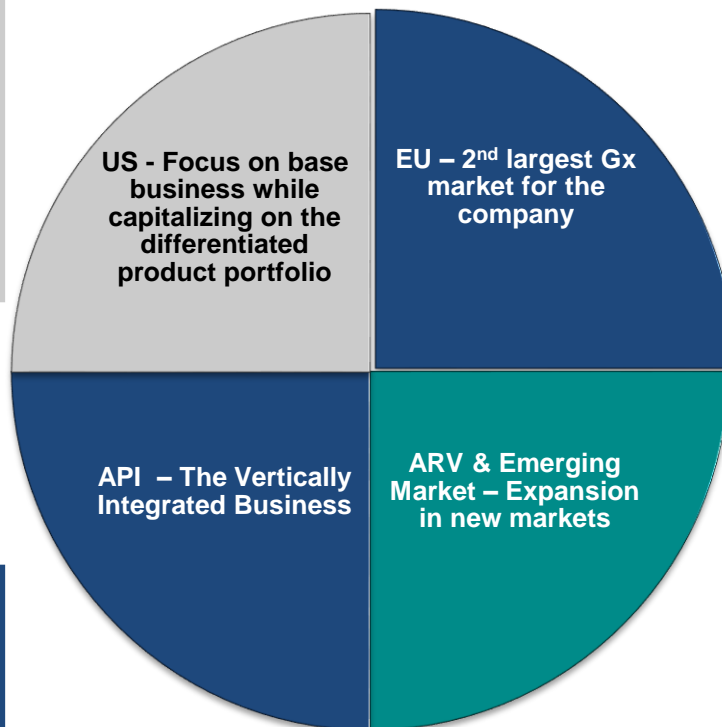 US - Focus on base
business while
capitalizing on the
differentiated
product portfolio
EU – 2nd largest Gx
market for the
company
API – The Vertically
Integrated Business
ARV & Emerging
Market – Expansion
in new markets